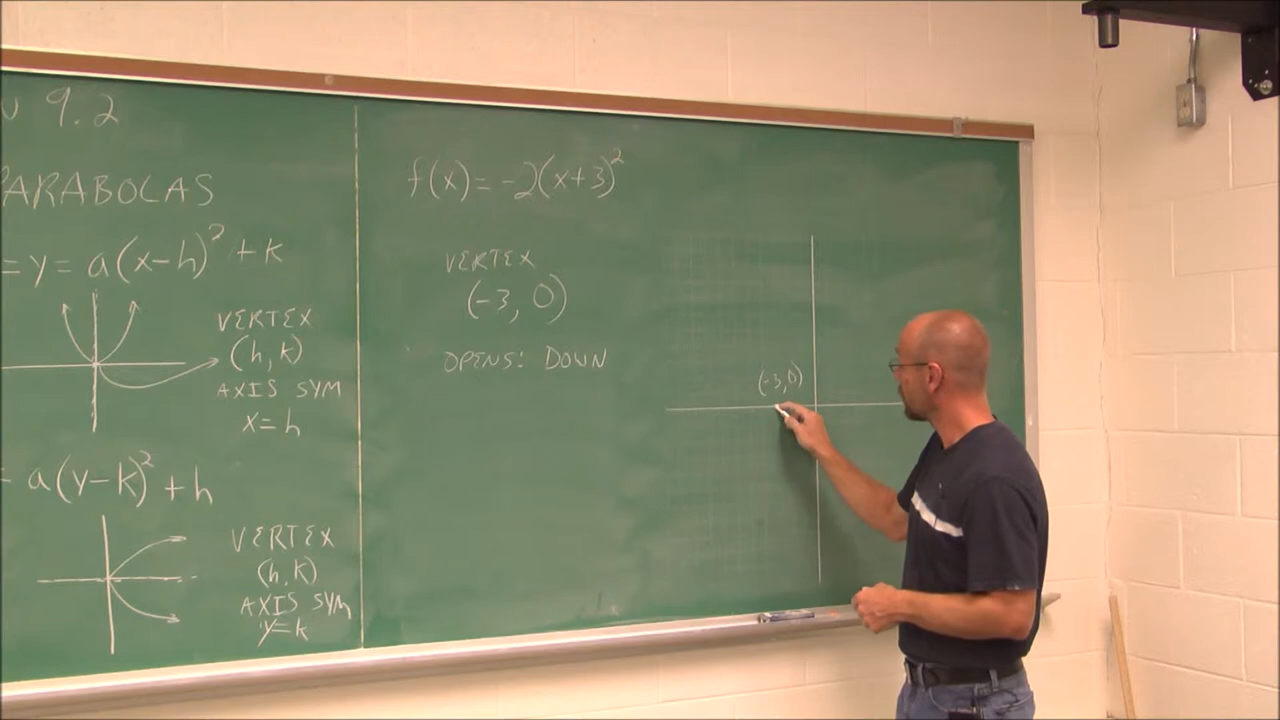 9.2
PARABOLAS
= y = a(x-h)² + k
VERTEX
(h, k)
AXIS SYM
x = h
= a(y-k)² + h
VERTEX
(h, k)
AXIS SYM
y = k
f(x) = -2(x+3)²
VERTEX
(-3, 0)
OPENS: DOWN
(-3, 0)